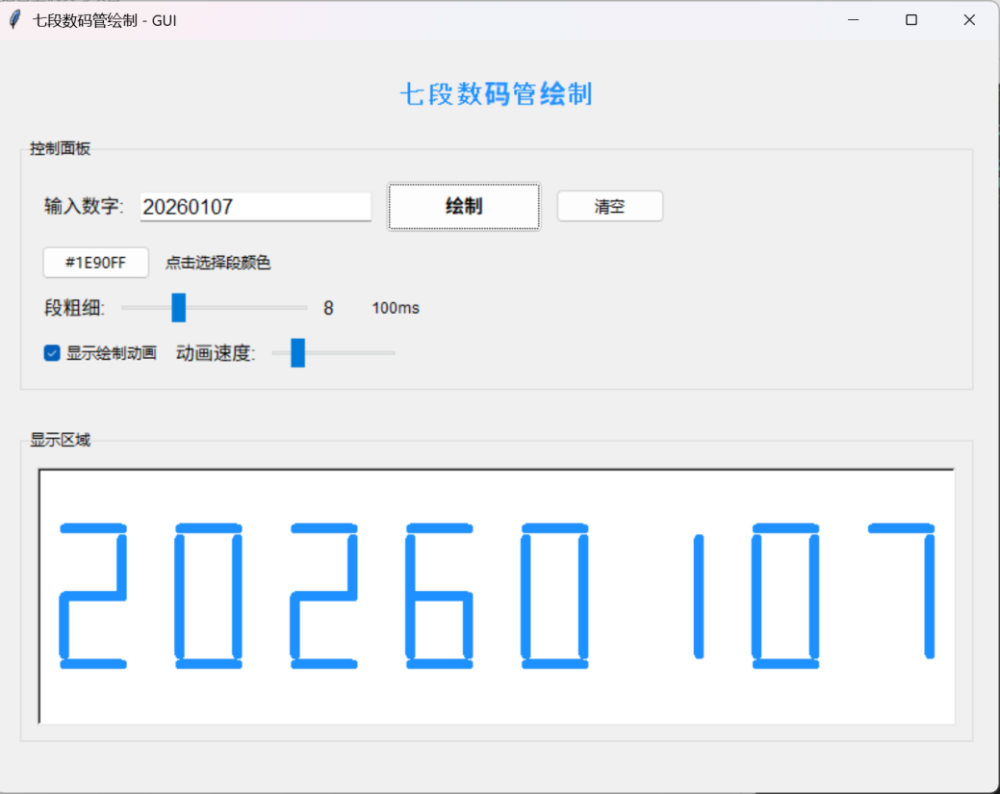 七段数码管绘制 - GUI
七段数码管绘制
控制面板
输入数字: 20260107 绘制 清空
#1E90FF 点击选择段颜色
段粗细: 8 100ms
显示绘制动画 动画速度:
显示区域
20260107